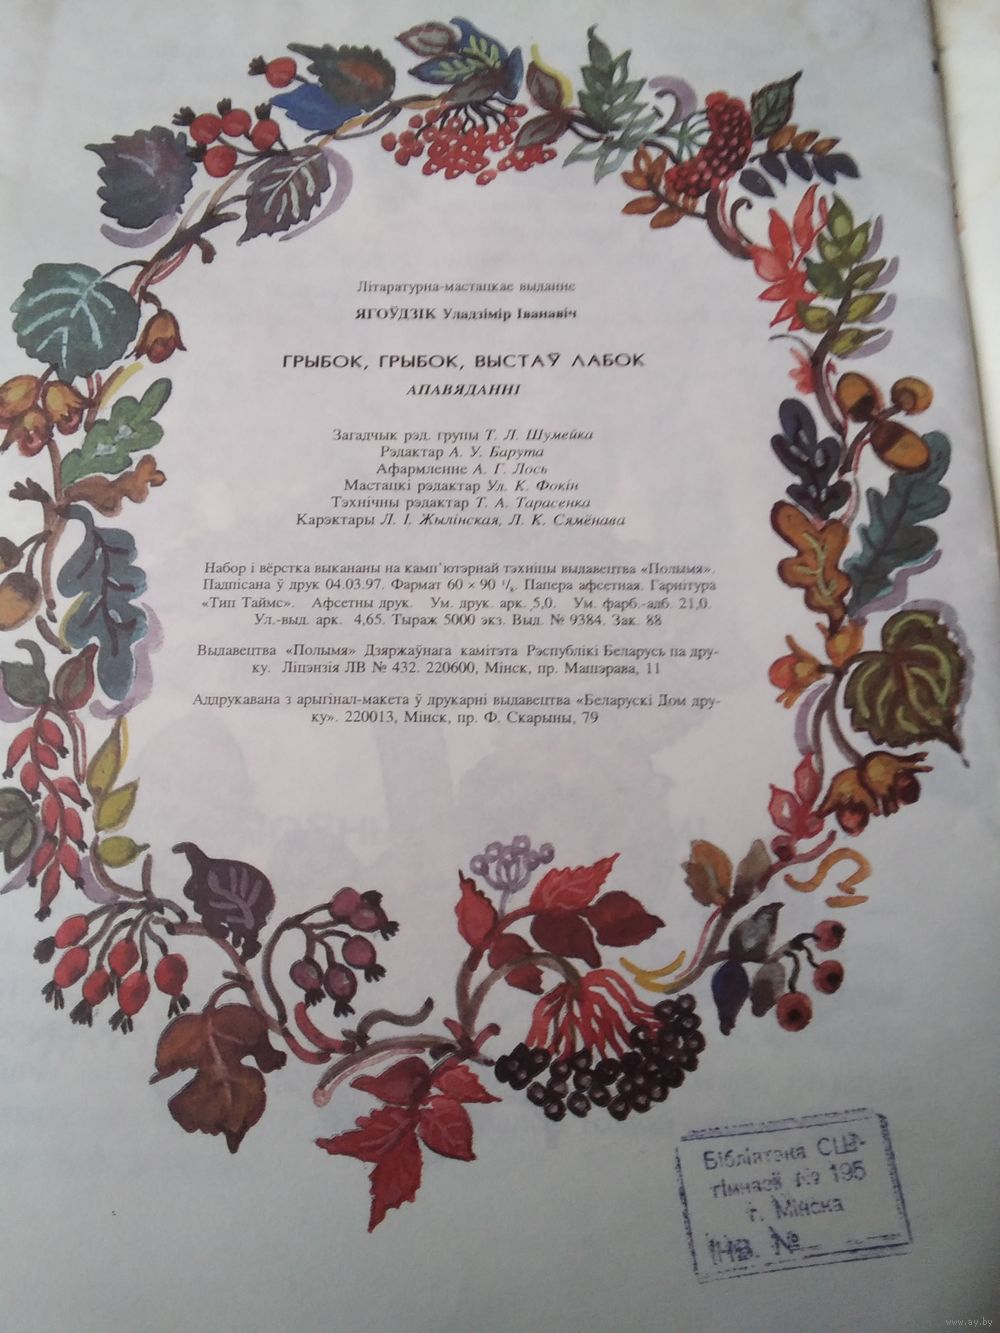 Літаратурна-мастацкае выданне
ЯГОЎДЗІК Уладзімір Іванавіч
ГРЫБОК, ГРЫБОК, ВЫСТАЎ ЛАБОК
АПАВЯДАННІ
Загадчык рэд. групы Т. Л. Шумейка
Рэдактар А. У. Барута
Афармленне А. Г. Лось
Мастацкі рэдактар Ул. К. Фокін
Тэхнічны рэдактар Т. А. Тарасенка
Карэктары Л. І. Жылінская, Л. К. Сямёнава
Набор і вёрстка выкананы на камп'ютэрнай тэхніцы выдавецтва «Полымя».
Падпісана ў друк 04.03.97. Фармат 60 × 90 ¹/₈. Папера афсетная. Гарнітура
«Тип Таймс». Афсетны друк. Ум. друк. арк. 5,0. Ум. фарб.-адб. 21,0.
Ул.-выд. арк. 4,65. Тыраж 5000 экз. Выд. № 9384. Зак. 88
Выдавецтва «Полымя» Дзяржаўнага камітэта Рэспублікі Беларусь па дру-
ку. Ліцэнзія ЛВ № 432. 220600, Мінск, пр. Машэрава, 11
Аддрукавана з арыгінал-макета ў друкарні выдавецтва «Беларускі Дом дру-
ку». 220013, Мінск, пр. Ф. Скарыны, 79
Бібліятэка СШ-
гімназіі № 195
г. Мінска
Інв. №
www.ay.by